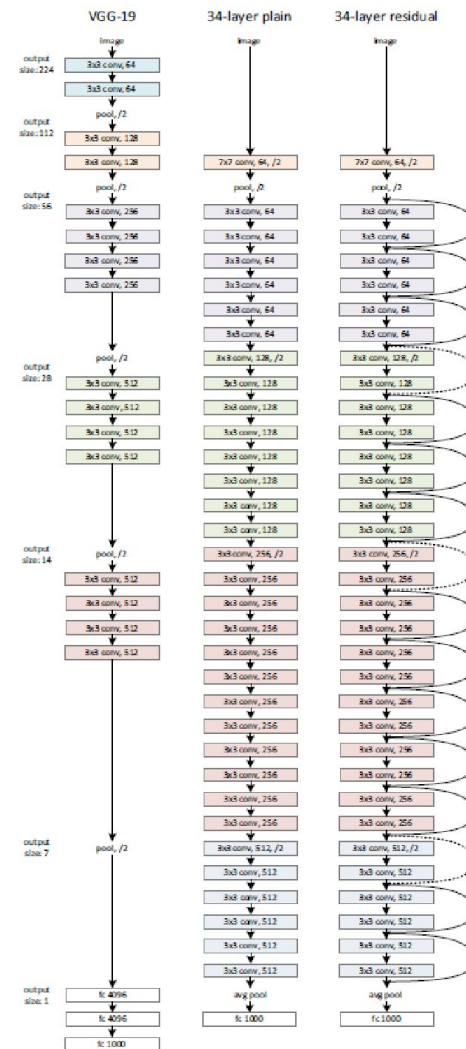 VGG-19
image
output
size: 224
3x3 conv, 64
3x3 conv, 64
pool, /2
output
size: 112
3x3 conv, 128
3x3 conv, 128
pool, /2
output
size: 56
3x3 conv, 256
3x3 conv, 256
3x3 conv, 256
3x3 conv, 256
pool, /2
output
size: 28
3x3 conv, 512
3x3 conv, 512
3x3 conv, 512
3x3 conv, 512
pool, /2
output
size: 14
3x3 conv, 512
3x3 conv, 512
3x3 conv, 512
3x3 conv, 512
output
size: 7
pool, /2
output
size: 1
fc 4096
fc 4096
fc 1000
34-layer plain
image
7x7 conv, 64, /2
pool, /2
3x3 conv, 64
3x3 conv, 64
3x3 conv, 64
3x3 conv, 64
3x3 conv, 64
3x3 conv, 64
3x3 conv, 128, /2
3x3 conv, 128
3x3 conv, 128
3x3 conv, 128
3x3 conv, 128
3x3 conv, 128
3x3 conv, 128
3x3 conv, 128
3x3 conv, 256, /2
3x3 conv, 256
3x3 conv, 256
3x3 conv, 256
3x3 conv, 256
3x3 conv, 256
3x3 conv, 256
3x3 conv, 256
3x3 conv, 256
3x3 conv, 256
3x3 conv, 256
3x3 conv, 256
3x3 conv, 512, /2
3x3 conv, 512
3x3 conv, 512
3x3 conv, 512
3x3 conv, 512
3x3 conv, 512
avg pool
fc 1000
34-layer residual
image
7x7 conv, 64, /2
pool, /2
3x3 conv, 64
3x3 conv, 64
3x3 conv, 64
3x3 conv, 64
3x3 conv, 64
3x3 conv, 64
3x3 conv, 128, /2
3x3 conv, 128
3x3 conv, 128
3x3 conv, 128
3x3 conv, 128
3x3 conv, 128
3x3 conv, 128
3x3 conv, 128
3x3 conv, 256, /2
3x3 conv, 256
3x3 conv, 256
3x3 conv, 256
3x3 conv, 256
3x3 conv, 256
3x3 conv, 256
3x3 conv, 256
3x3 conv, 256
3x3 conv, 256
3x3 conv, 256
3x3 conv, 256
3x3 conv, 512, /2
3x3 conv, 512
3x3 conv, 512
3x3 conv, 512
3x3 conv, 512
3x3 conv, 512
avg pool
fc 1000